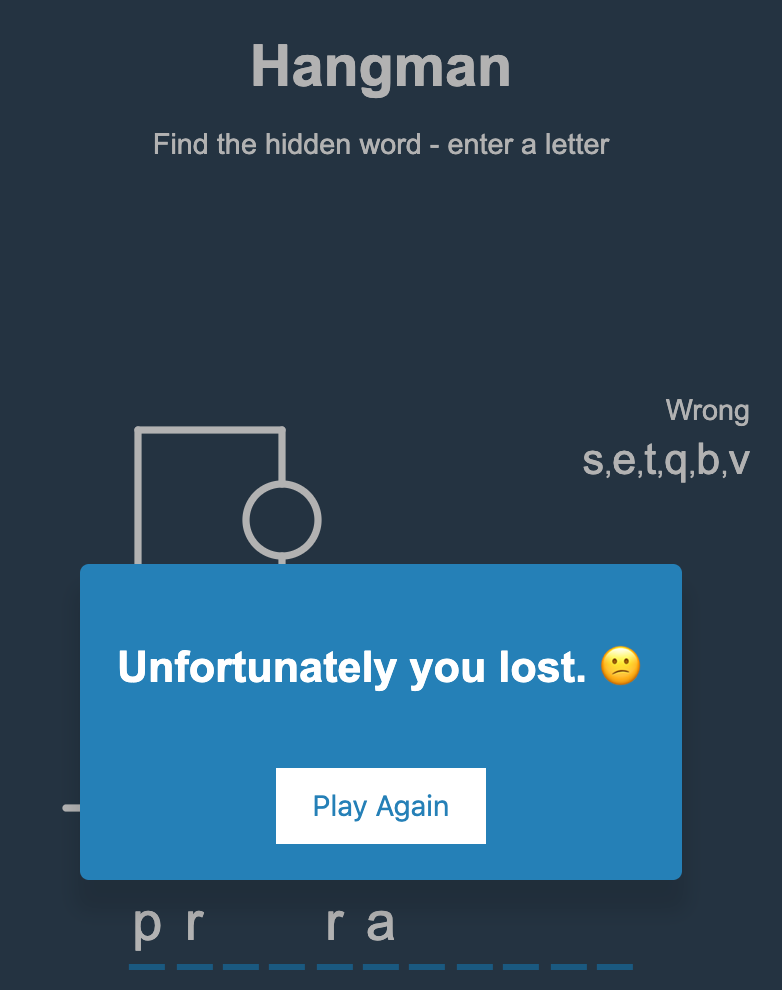 Hangman
Find the hidden word - enter a letter
Wrong
s,e,t,q,b,v
Unfortunately you lost. 😕
Play Again
p r r a